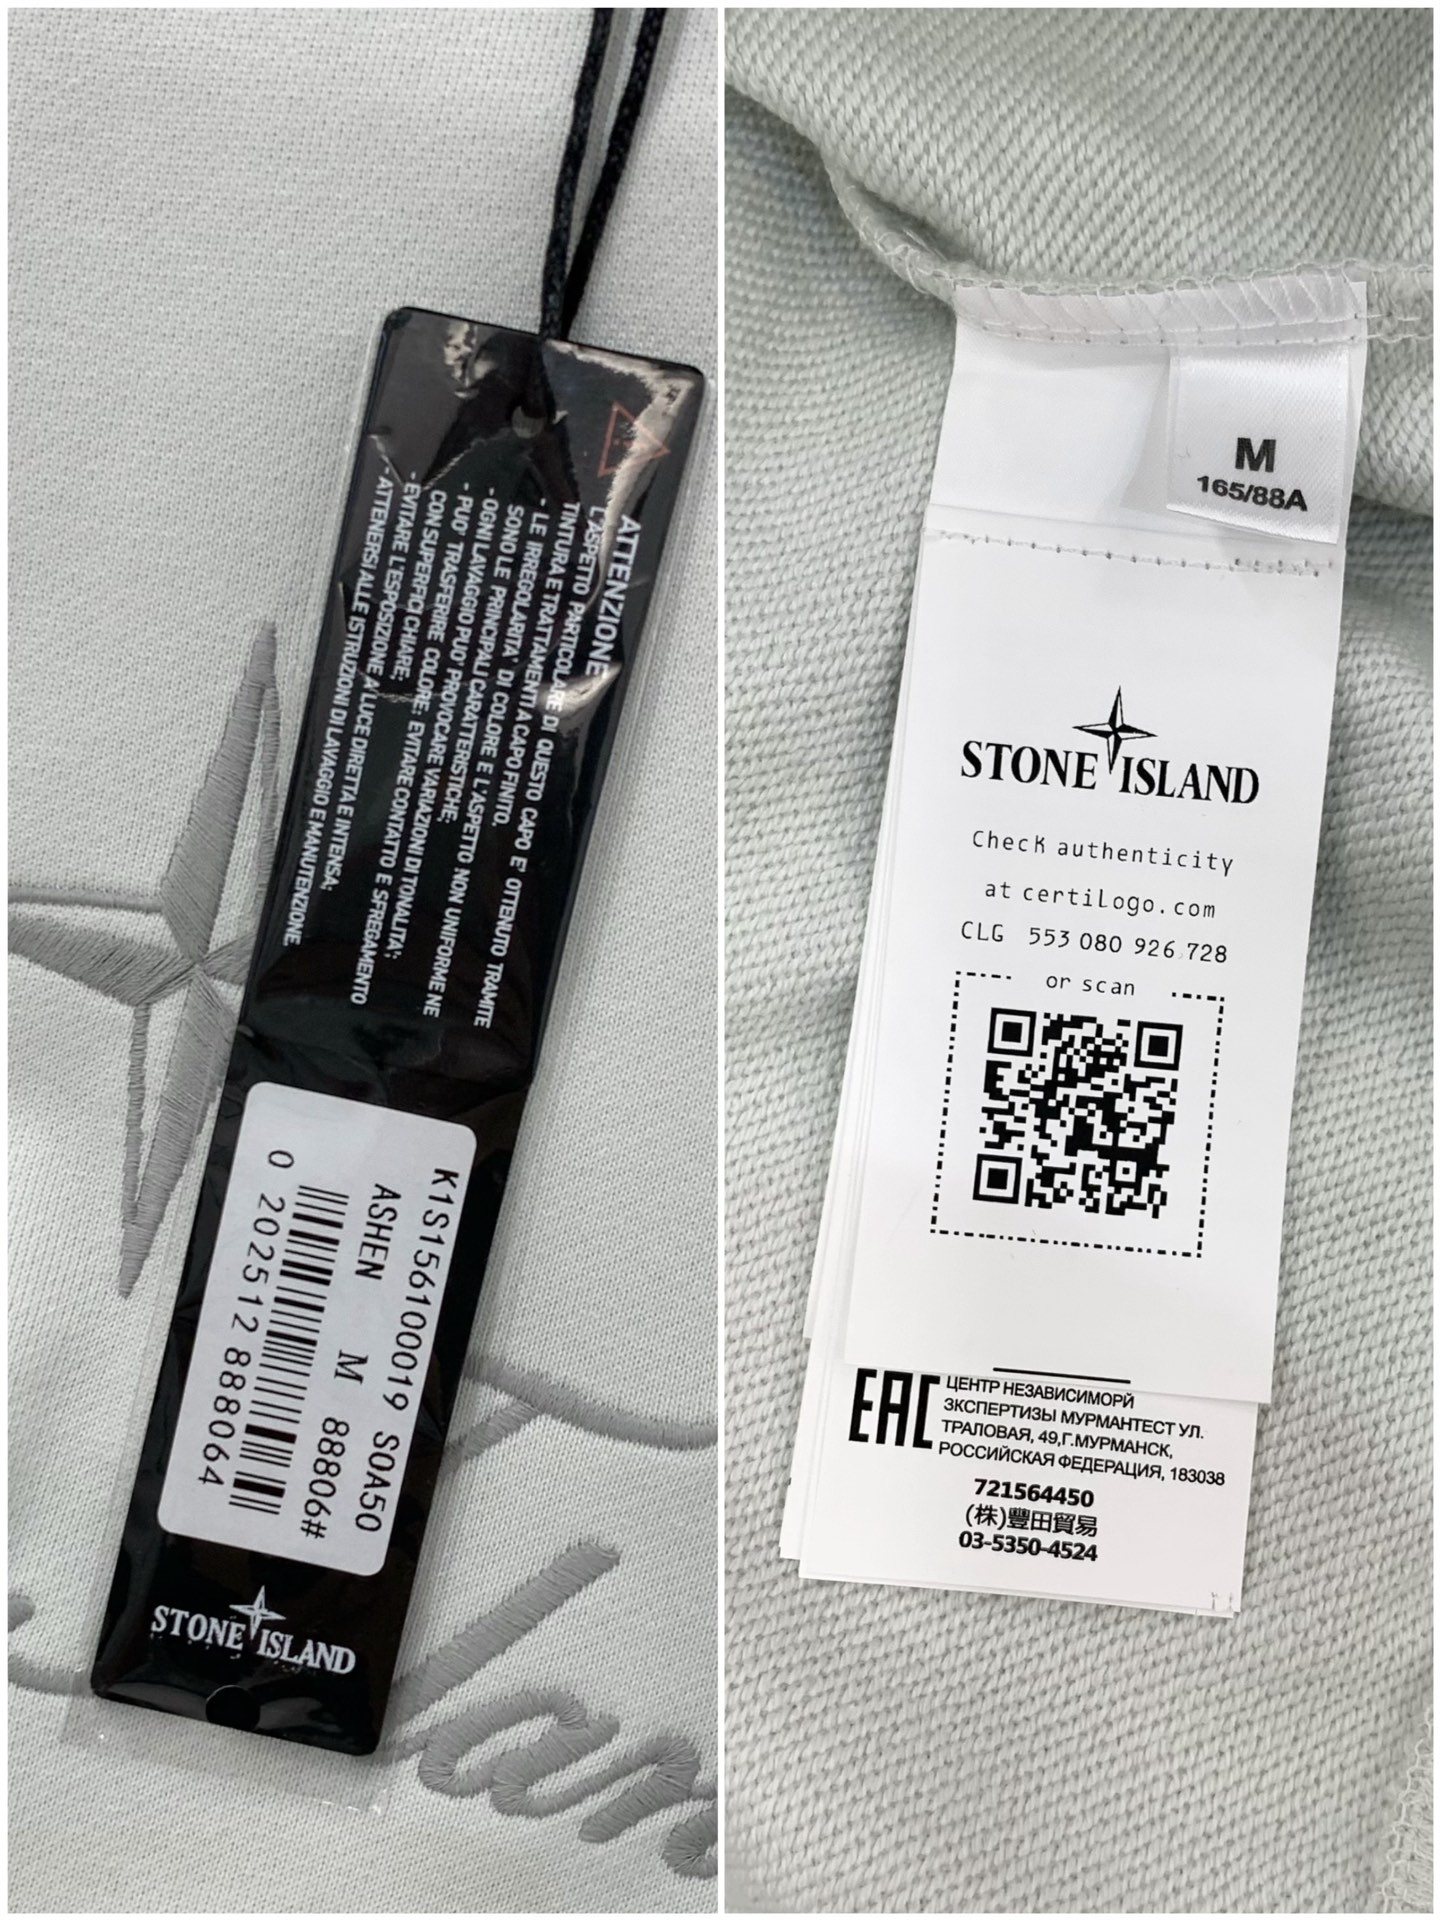 ATTENZIONE
L'ASPETTO PARTICOLARE DI QUESTO CAPO E' OTTENUTO TRAMITE
TINTURA E TRATTAMENTI A CAPO FINITO.
- LE IRREGOLARITA' DI COLORE E L'ASPETTO NON UNIFORME NE
SONO LE PRINCIPALI CARATTERISTICHE;
- OGNI LAVAGGIO PUO' PROVOCARE VARIAZIONI DI TONALITA';
- PUO' TRASFERIRE COLORE: EVITARE CONTATTO E SFREGAMENTO
CON SUPERFICI CHIARE;
- EVITARE L'ESPOSIZIONE A LUCE DIRETTA E INTENSA;
- ATTENERSI ALLE ISTRUZIONI DI LAVAGGIO E MANUTENZIONE.
K1S156100019 S0A50
ASHEN M 88806#
0 202512 888064
STONE ISLAND
lan
M
165/88A
STONE ISLAND
Check authenticity
at certilogo.com
CLG 553 080 926 728
or scan
EAC
ЦЕНТР НЕЗАВИСИМОРЙ
ЗКСПЕРТИЗЫ МУРМАНТЕСТ УЛ.
ТРАЛОВАЯ, 49,Г.МУРМАНСК,
РОССИЙСКАЯ ФЕДЕРАЦИЯ, 183038
721564450
(株)豐田貿易
03-5350-4524